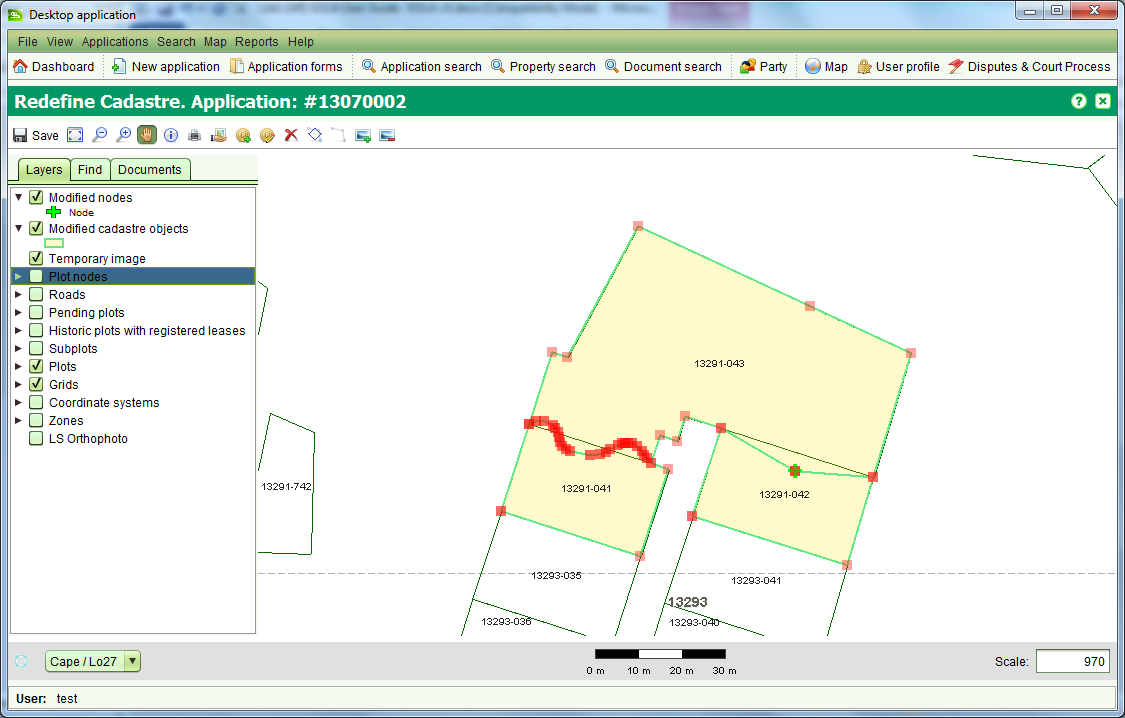 Desktop application
File View Applications Search Map Reports Help
Dashboard New application Application forms Application search Property search Document search Party Map User profile Disputes & Court Process
Redefine Cadastre. Application: #13070002
Save
Layers Find Documents
Modified nodes
Node
Modified cadastre objects
Temporary image
Plot nodes
Roads
Pending plots
Historic plots with registered leases
Subplots
Plots
Grids
Coordinate systems
Zones
LS Orthophoto
13291-043
13291-742
13291-041
13291-042
13293-035
13293-041
13293
13293-036
13293-040
Cape / Lo27
0 m 10 m 20 m 30 m
Scale: 970
User: test